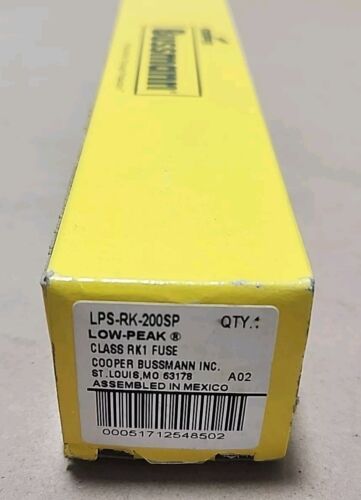 BUSSMANN
LPS-RK-200SP QTY.1
LOW-PEAK ®
CLASS RK1 FUSE
COOPER BUSSMANN INC.
ST.LOUIS,MO 63178 A02
ASSEMBLED IN MEXICO
00051712548502